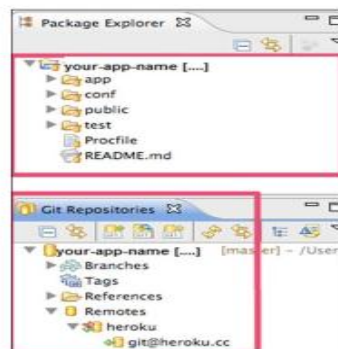 Package Explorer
your-app-name [....]
app
conf
public
test
Procfile
README.md
Git Repositories
your-app-name [....] [master] - /User
Branches
Tags
References
Remotes
heroku
git@heroku.cc